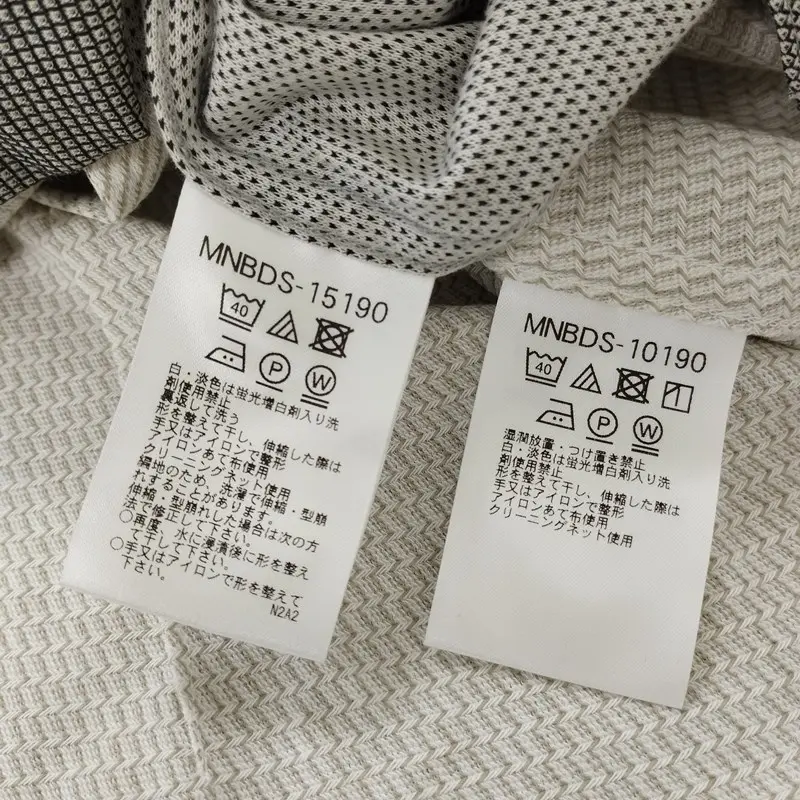 MNBDS-15190
40
P W
白・淡色は蛍光増白剤入り洗
剤使用禁止
裏返して洗う
形を整えて干し、伸縮した際は
手又はアイロンで整形
アイロンあて布使用
クリーニングネット使用
編地のため、洗濯で伸縮・型崩
れすることがあります。
伸縮・型崩れした場合は次の方
法で修正して下さい。
○再度、水に浸漬後に形を整え
て干して下さい。
○手又はアイロンで形を整えて
下さい。
N2A2
MNBDS-10190
40
P W
湿潤放置・つけ置き禁止
白・淡色は蛍光増白剤入り洗
剤使用禁止
形を整えて干し、伸縮した際は
手又はアイロンで整形
アイロンあて布使用
クリーニングネット使用